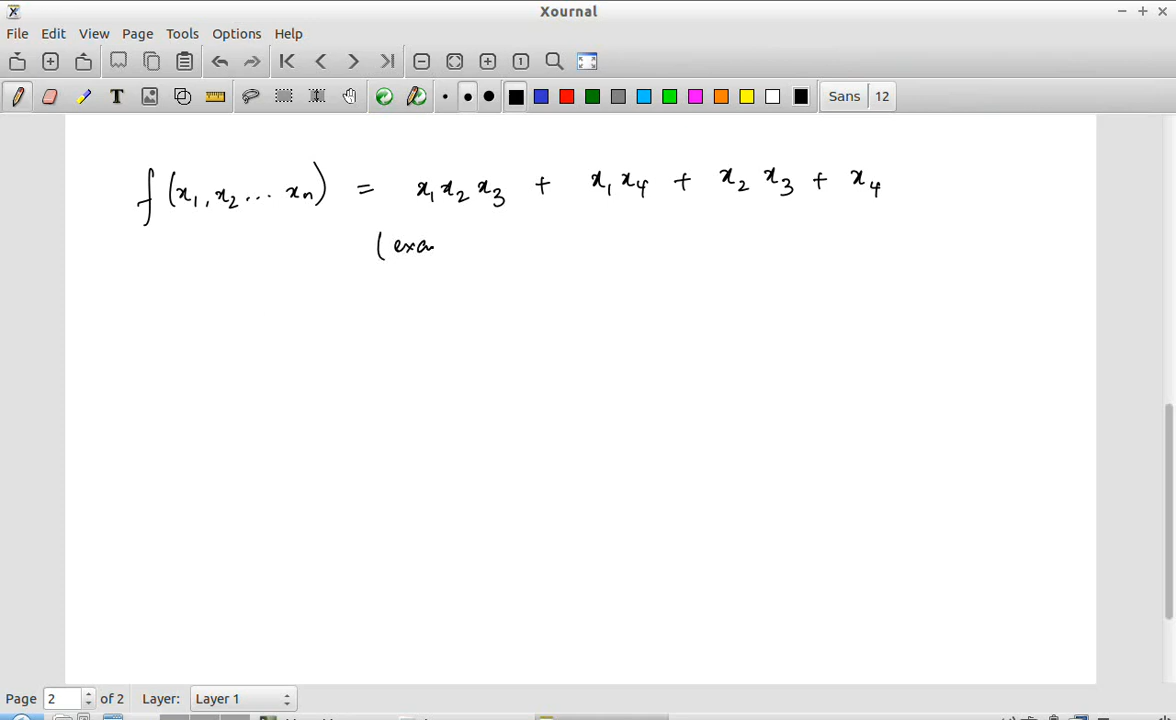 Xournal
File Edit View Page Tools Options Help
Sans 12
f(x₁, x₂ ... xₙ) = x₁x₂x₃ + x₁x₄ + x₂x₃ + x₄
(exa
Page 2 of 2 Layer: Layer 1